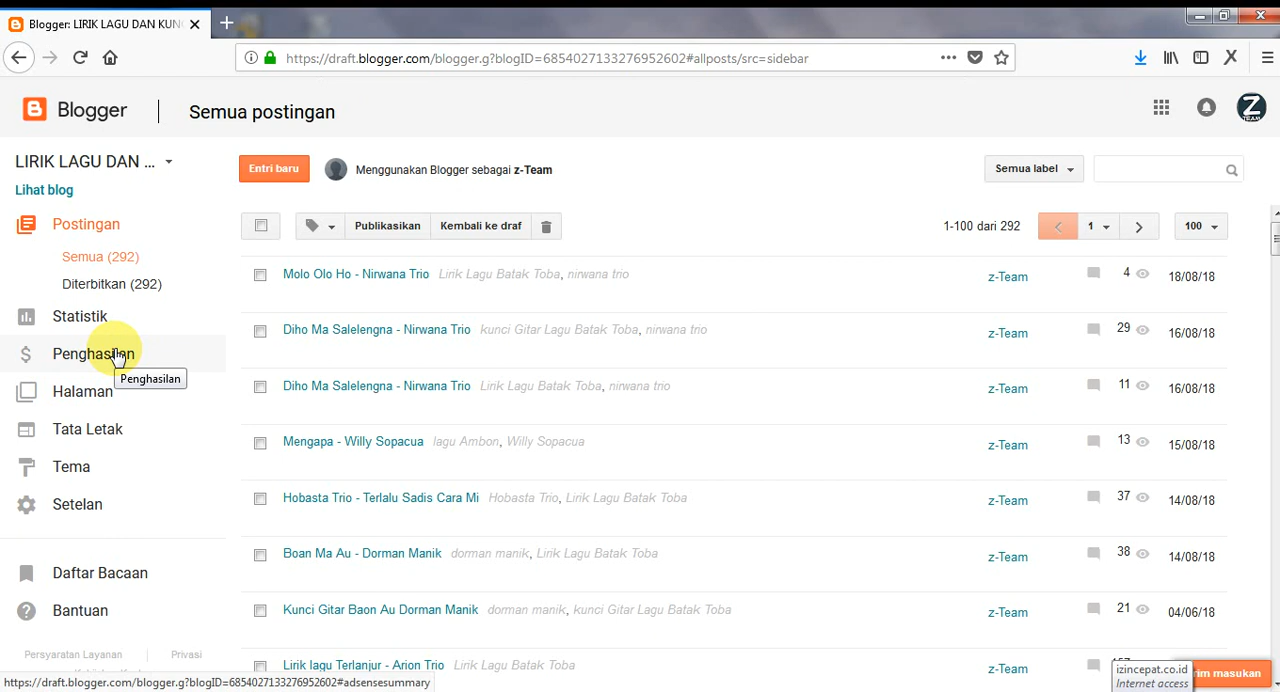 Blogger: LIRIK LAGU DAN KUN
https://draft.blogger.com/blogger.g?blogID=6854027133276952602#allposts/src=sidebar
Blogger
Semua postingan
Z
TEAM
LIRIK LAGU DAN ...
Lihat blog
Entri baru
Menggunakan Blogger sebagai z-Team
Semua label
Postingan
Semua (292)
Diterbitkan (292)
Statistik
Penghasilan
Penghasilan
Halaman
Tata Letak
Tema
Setelan
Daftar Bacaan
Bantuan
Persyaratan Layanan
Privasi
Publikasikan
Kembali ke draf
1-100 dari 292
1
100
Molo Olo Ho - Nirwana Trio Lirik Lagu Batak Toba, nirwana trio z-Team 4 18/08/18
Diho Ma Salelengna - Nirwana Trio kunci Gitar Lagu Batak Toba, nirwana trio z-Team 29 16/08/18
Diho Ma Salelengna - Nirwana Trio Lirik Lagu Batak Toba, nirwana trio z-Team 11 16/08/18
Mengapa - Willy Sopacua lagu Ambon, Willy Sopacua z-Team 13 15/08/18
Hobasta Trio - Terlalu Sadis Cara Mi Hobasta Trio, Lirik Lagu Batak Toba z-Team 37 14/08/18
Boan Ma Au - Dorman Manik dorman manik, Lirik Lagu Batak Toba z-Team 38 14/08/18
Kunci Gitar Baon Au Dorman Manik dorman manik, kunci Gitar Lagu Batak Toba z-Team 21 04/06/18
Lirik lagu Terlanjur - Arion Trio Lirik Lagu Batak Toba z-Team
izincepat.co.id
Internet access
rim masukan
https://draft.blogger.com/blogger.g?blogID=6854027133276952602#adsensesummary